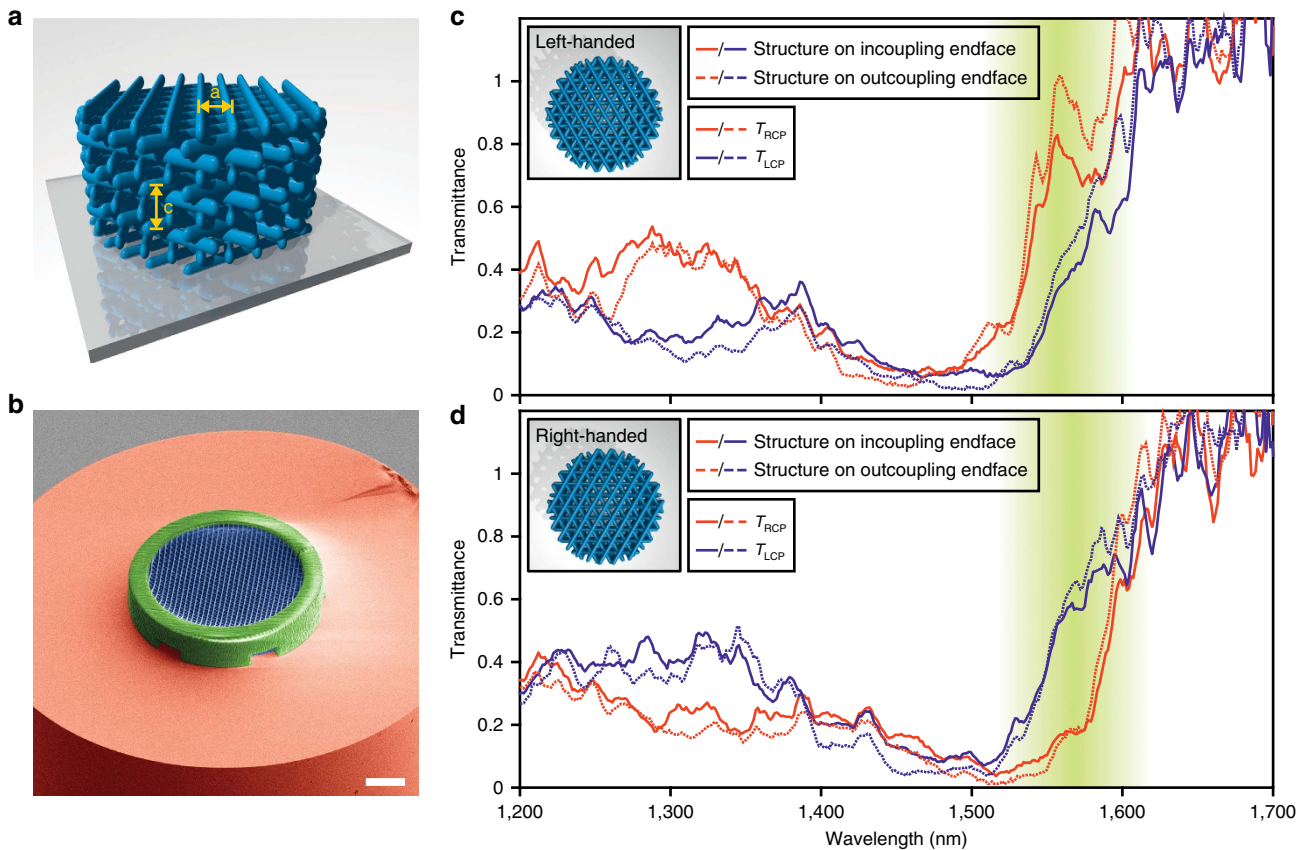 a
a
c
b
c
Left-handed
Structure on incoupling endface
Structure on outcoupling endface
T_RCP
T_LCP
1
0.8
0.6
0.4
0.2
0
Transmittance
d
Right-handed
Structure on incoupling endface
Structure on outcoupling endface
T_RCP
T_LCP
1
0.8
0.6
0.4
0.2
0
Transmittance
1,200 1,300 1,400 1,500 1,600 1,700
Wavelength (nm)